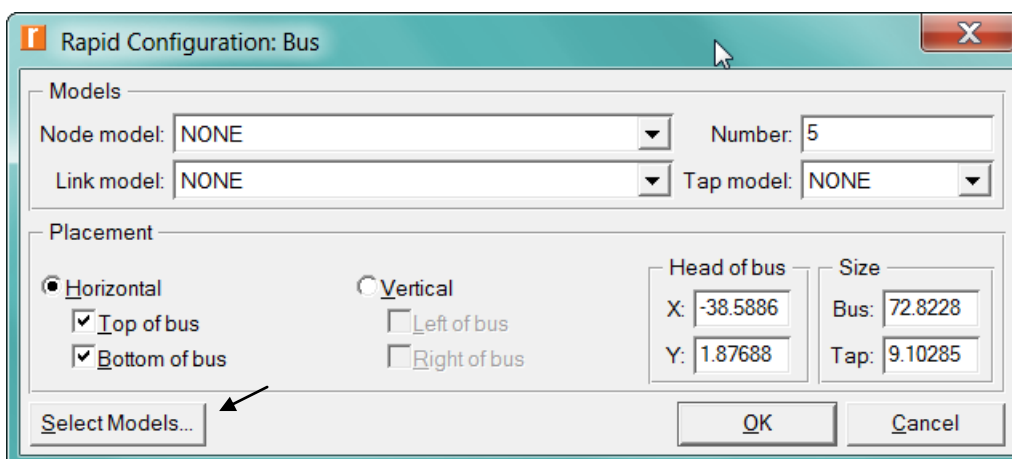 Rapid Configuration: Bus
X
Models
Node model: NONE Number: 5
Link model: NONE Tap model: NONE
Placement
Horizontal Vertical
Top of bus Left of bus
Bottom of bus Right of bus
Head of bus Size
X: -38.5886 Bus: 72.8228
Y: 1.87688 Tap: 9.10285
Select Models... OK Cancel